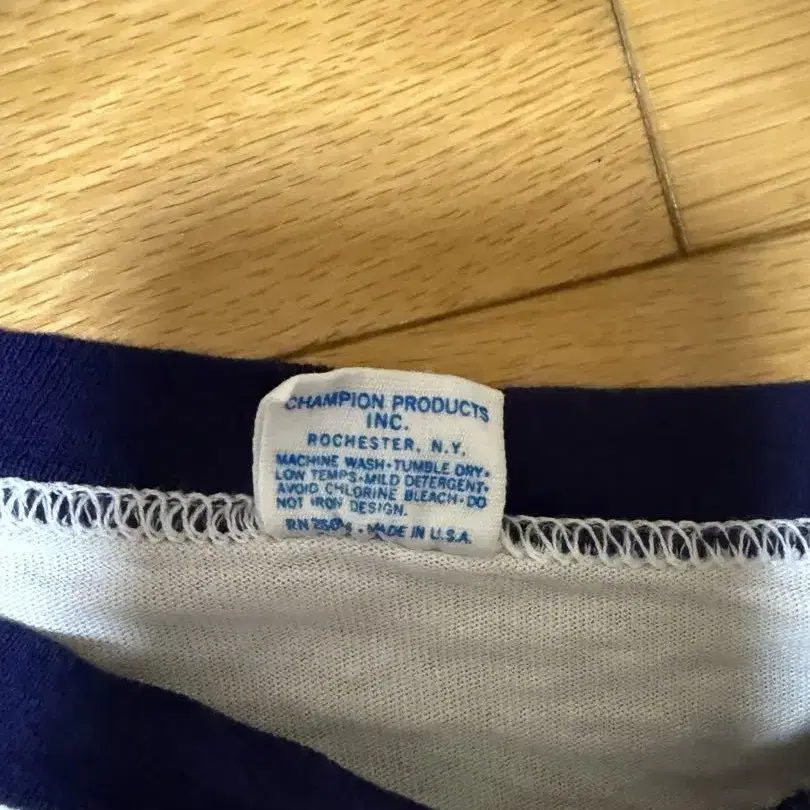 CHAMPION PRODUCTS
INC.
ROCHESTER, N.Y.
MACHINE WASH·TUMBLE DRY·
LOW TEMPS·MILD DETERGENT·
AVOID CHLORINE BLEACH·DO
NOT IRON DESIGN.
RN · MADE IN U.S.A.